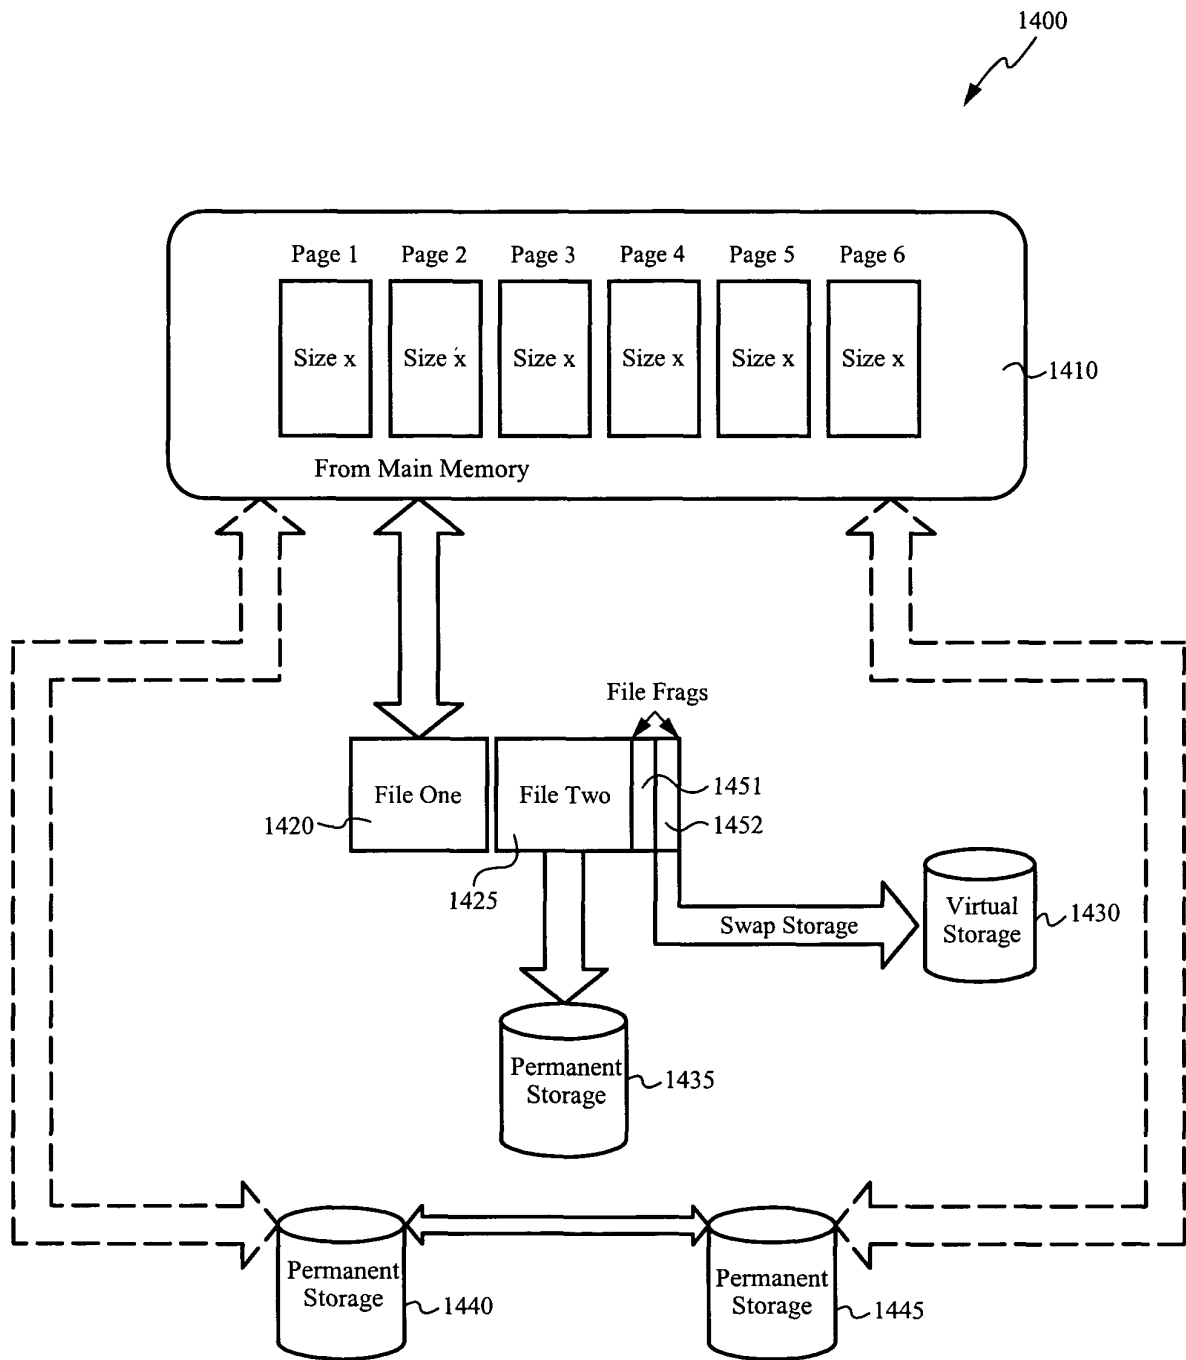 1400
Page 1 Page 2 Page 3 Page 4 Page 5 Page 6
Size x Size x Size x Size x Size x Size x
1410
From Main Memory
File Frags
File One
File Two
1451
1420
1452
1425
Swap Storage
Virtual
Storage
1430
Permanent
Storage
1435
Permanent
Storage
1440
Permanent
Storage
1445